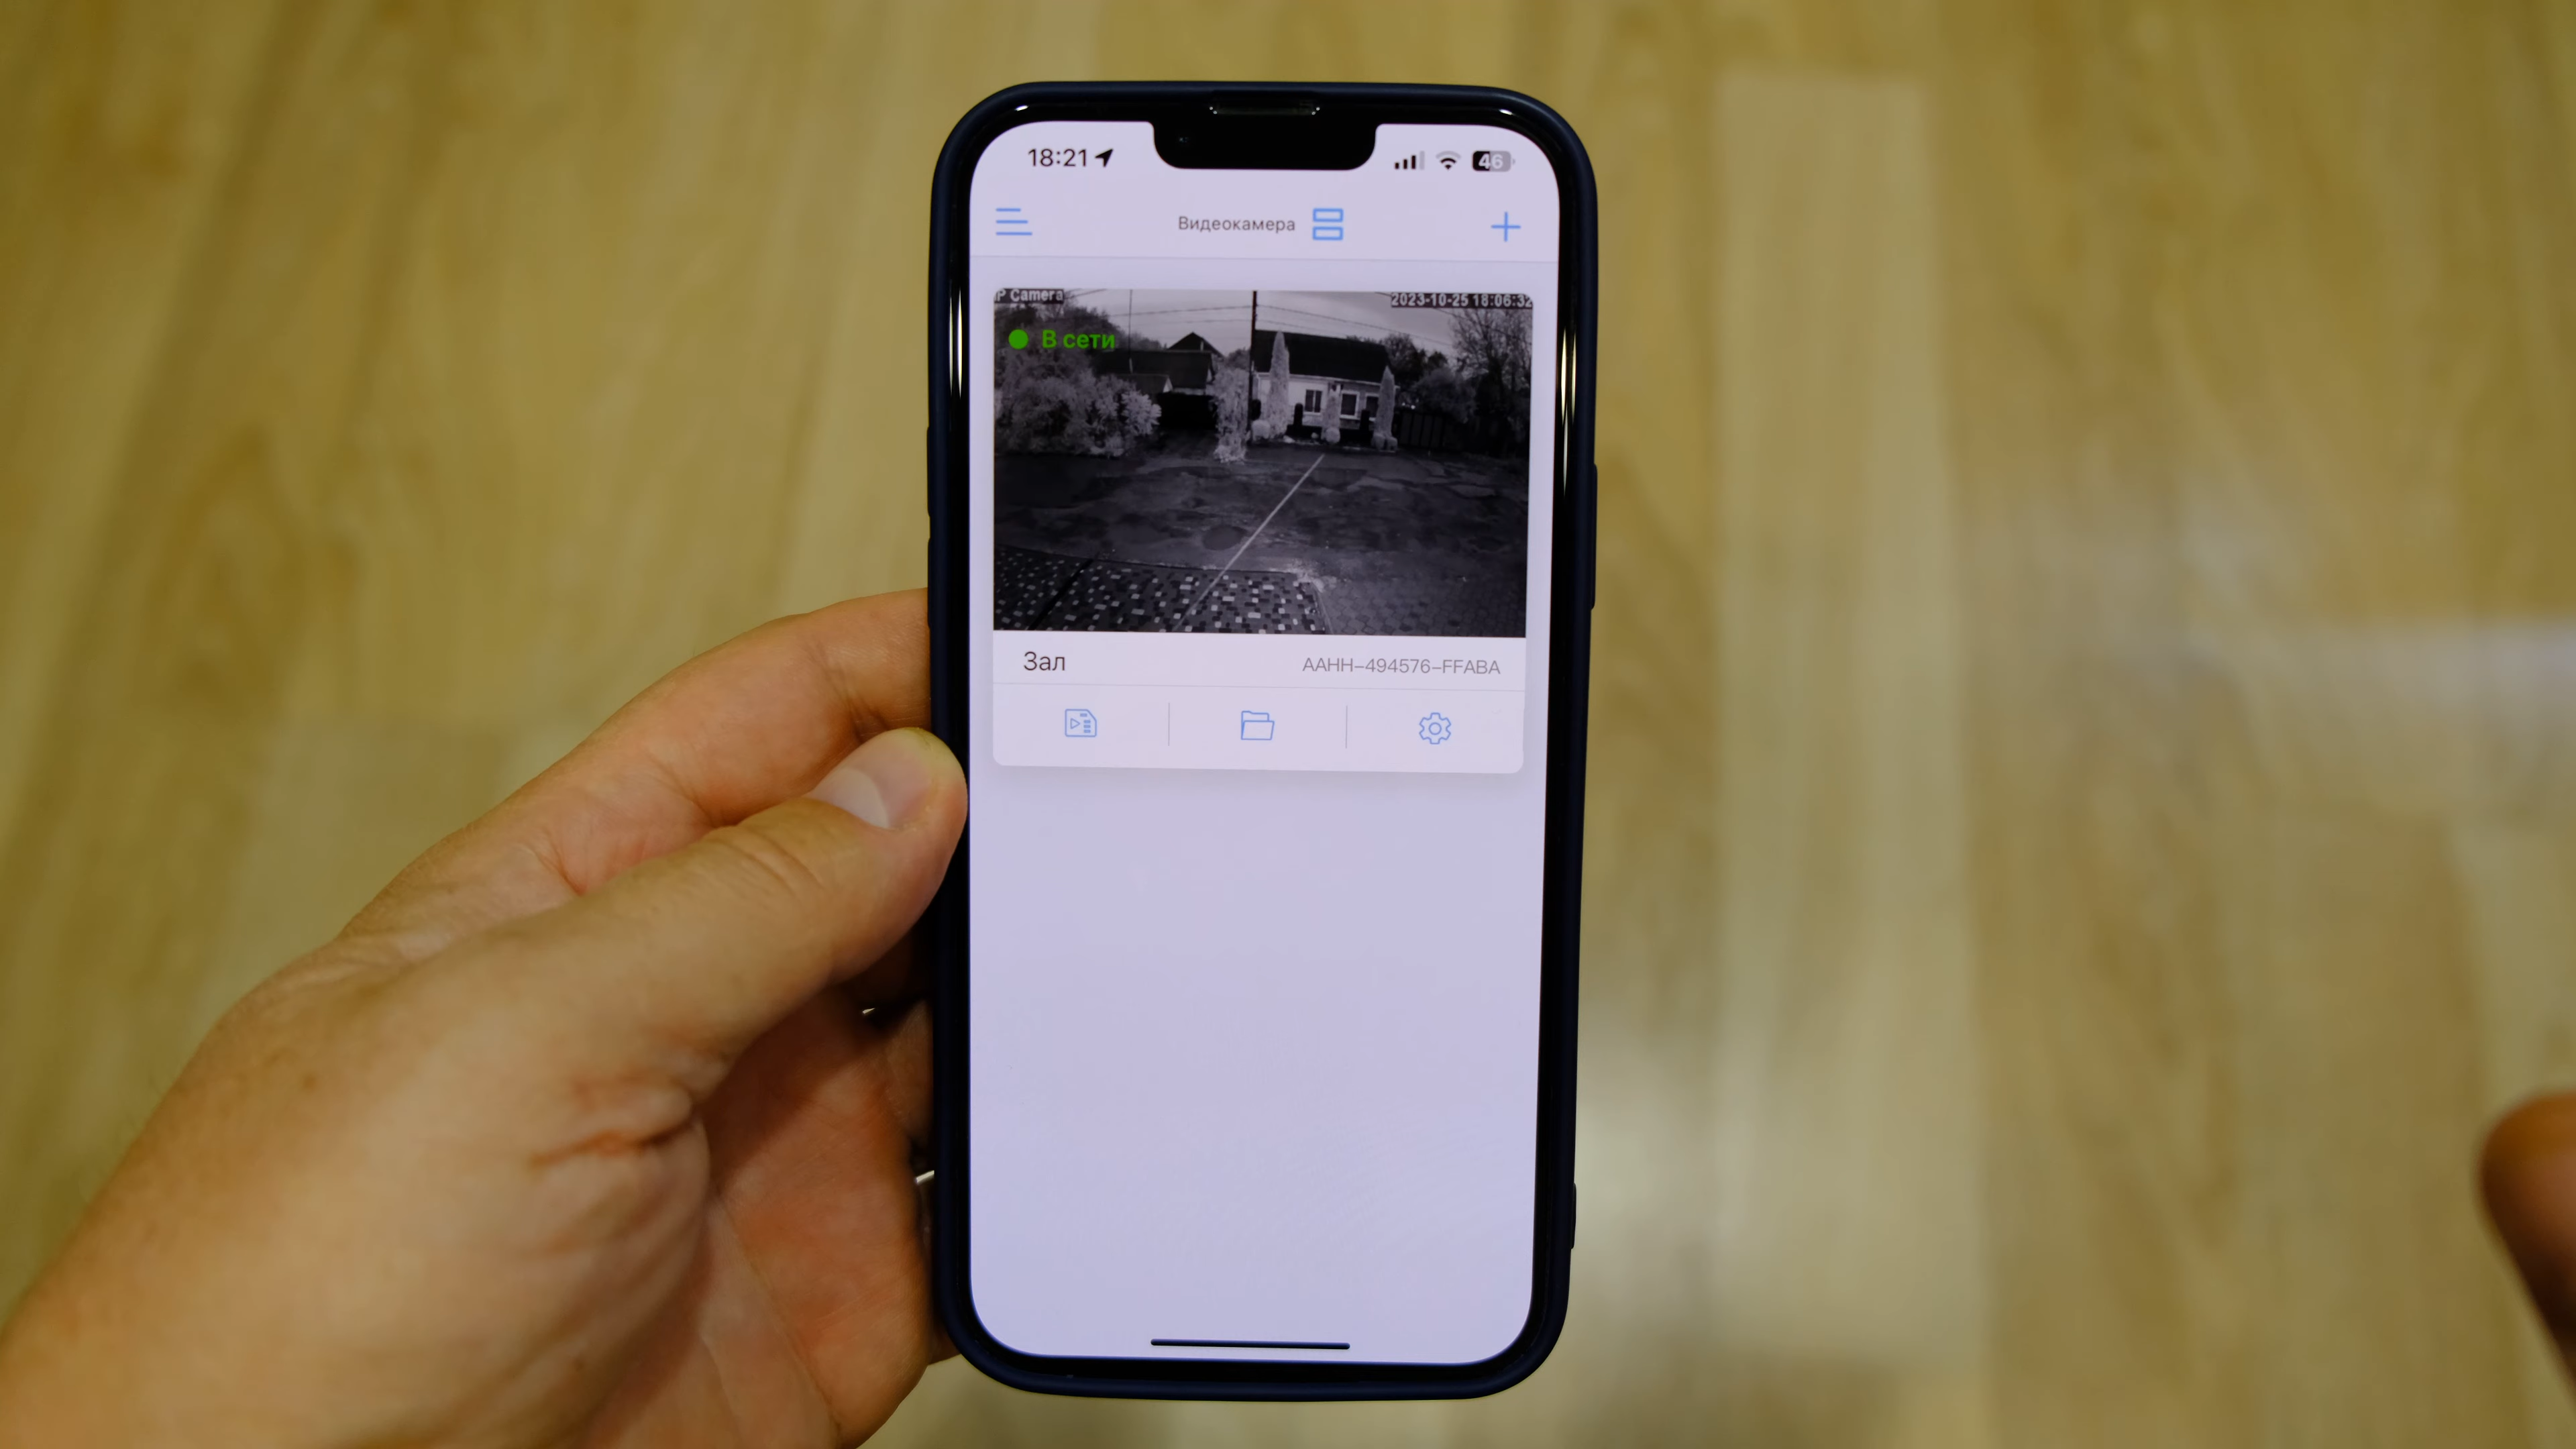 18:21
46
Видеокамера
P Camera
2023-10-25 18:06:32
В сети
Зал
AAHH-494576-FFABA